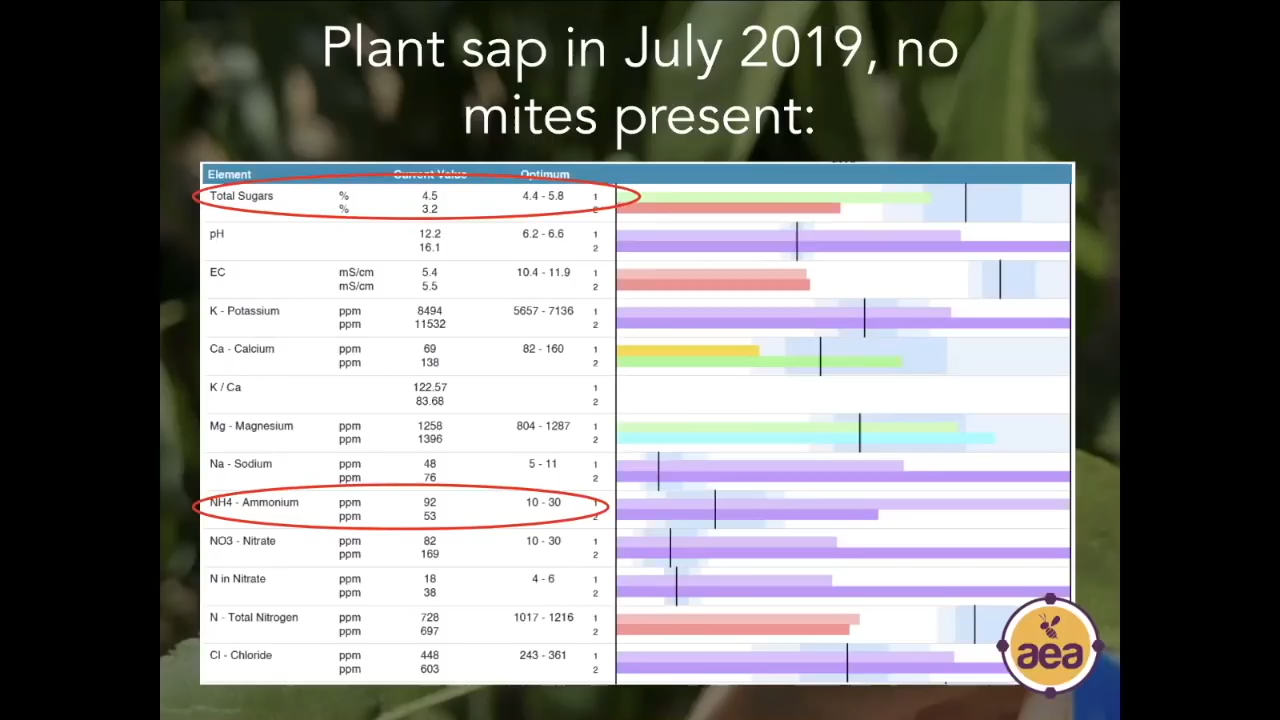 Plant sap in July 2019, no
mites present:
Element Current Value Optimum
Total Sugars % 4.5 4.4 - 5.8 1
% 3.2 2
pH 12.2 6.2 - 6.6 1
16.1 2
EC mS/cm 5.4 10.4 - 11.9 1
mS/cm 5.5 2
K - Potassium ppm 8494 5657 - 7136 1
ppm 11532 2
Ca - Calcium ppm 69 82 - 160 1
ppm 138 2
K / Ca 122.57 1
83.68 2
Mg - Magnesium ppm 1258 804 - 1287 1
ppm 1396 2
Na - Sodium ppm 48 5 - 11 1
ppm 76 2
NH4 - Ammonium ppm 92 10 - 30 1
ppm 53 2
NO3 - Nitrate ppm 82 10 - 30 1
ppm 169 2
N in Nitrate ppm 18 4 - 6 1
ppm 38 2
N - Total Nitrogen ppm 728 1017 - 1216 1
ppm 697 2
Cl - Chloride ppm 448 243 - 361 1
ppm 603 2
aea